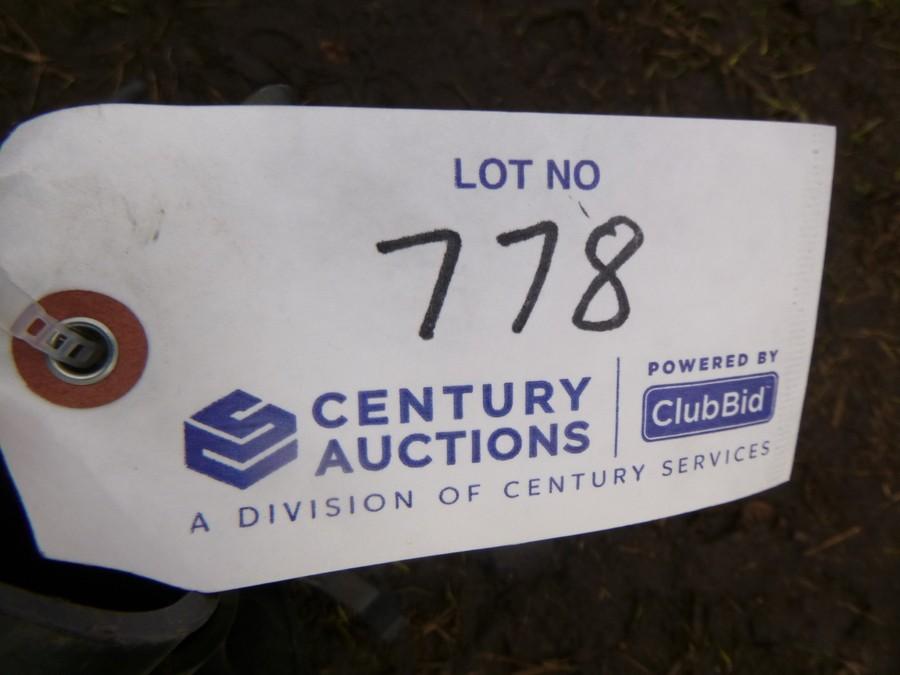 LOT NO
778
CENTURY
AUCTIONS
POWERED BY
ClubBid™
A DIVISION OF CENTURY SERVICES